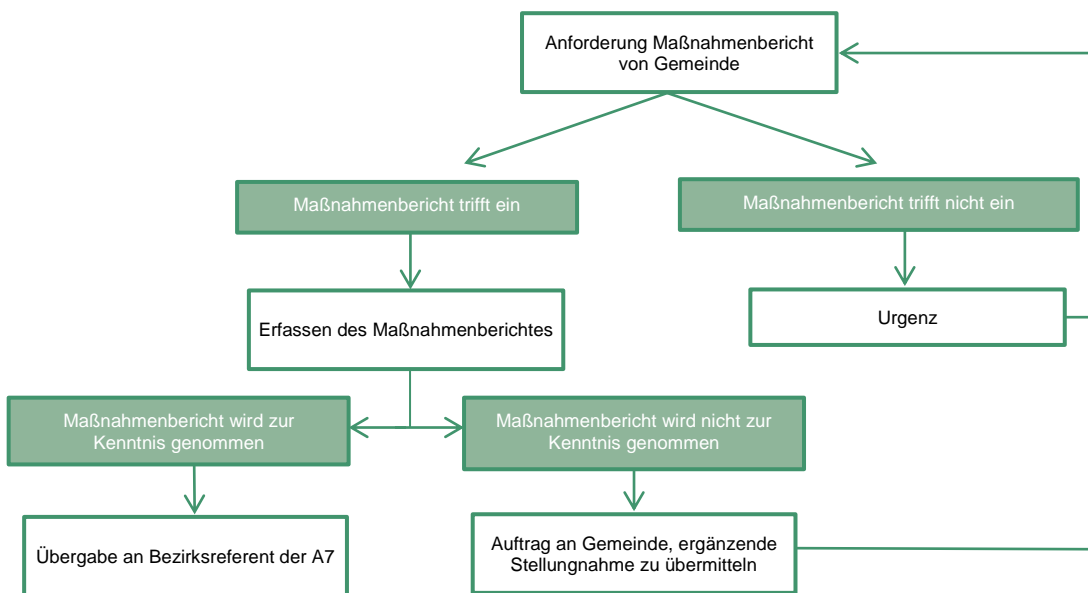 Anforderung Maßnahmenbericht
von Gemeinde
Maßnahmenbericht trifft ein
Maßnahmenbericht trifft nicht ein
Erfassen des Maßnahmenberichtes
Urgenz
Maßnahmenbericht wird zur
Kenntnis genommen
Maßnahmenbericht wird nicht zur
Kenntnis genommen
Übergabe an Bezirksreferent der A7
Auftrag an Gemeinde, ergänzende
Stellungnahme zu übermitteln